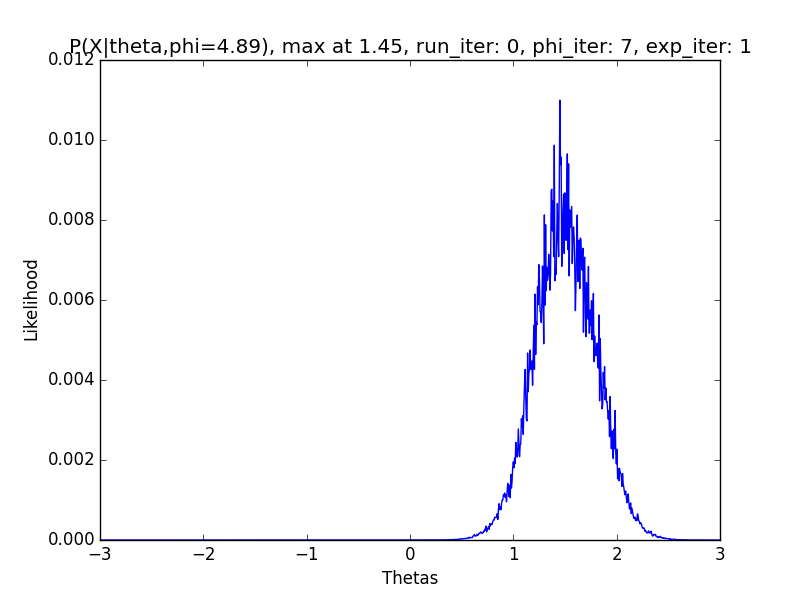 P(X|theta,phi=4.89), max at 1.45, run_iter: 0, phi_iter: 7, exp_iter: 1
0.012
0.010
0.008
0.006
0.004
0.002
0.000
Likelihood
−3 −2 −1 0 1 2 3
Thetas